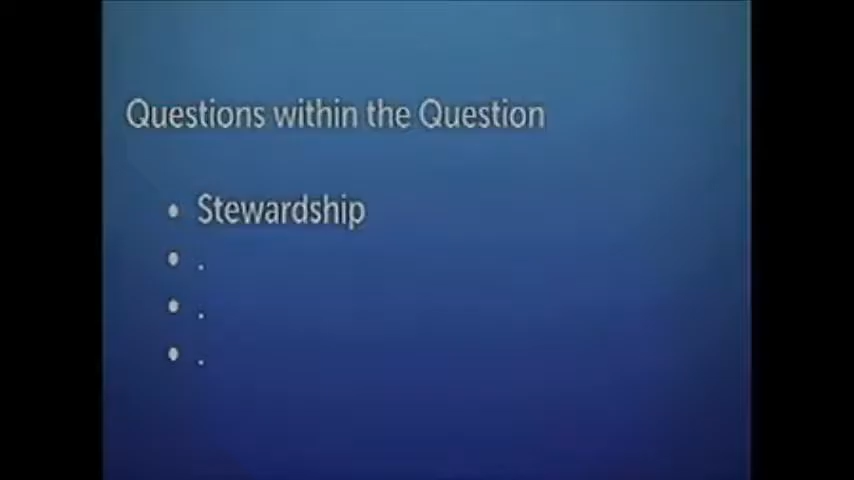 Questions within the Question
• Stewardship
• .
• .
• .